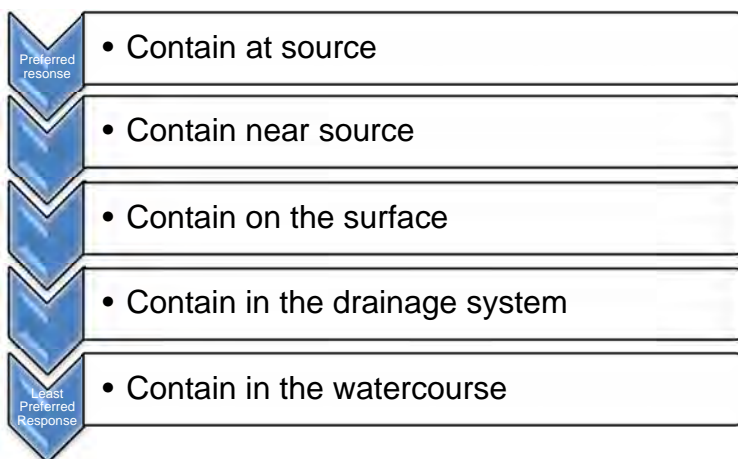 Preferred
resonse
• Contain at source
• Contain near source
• Contain on the surface
• Contain in the drainage system
Least
Preferred
Response
• Contain in the watercourse